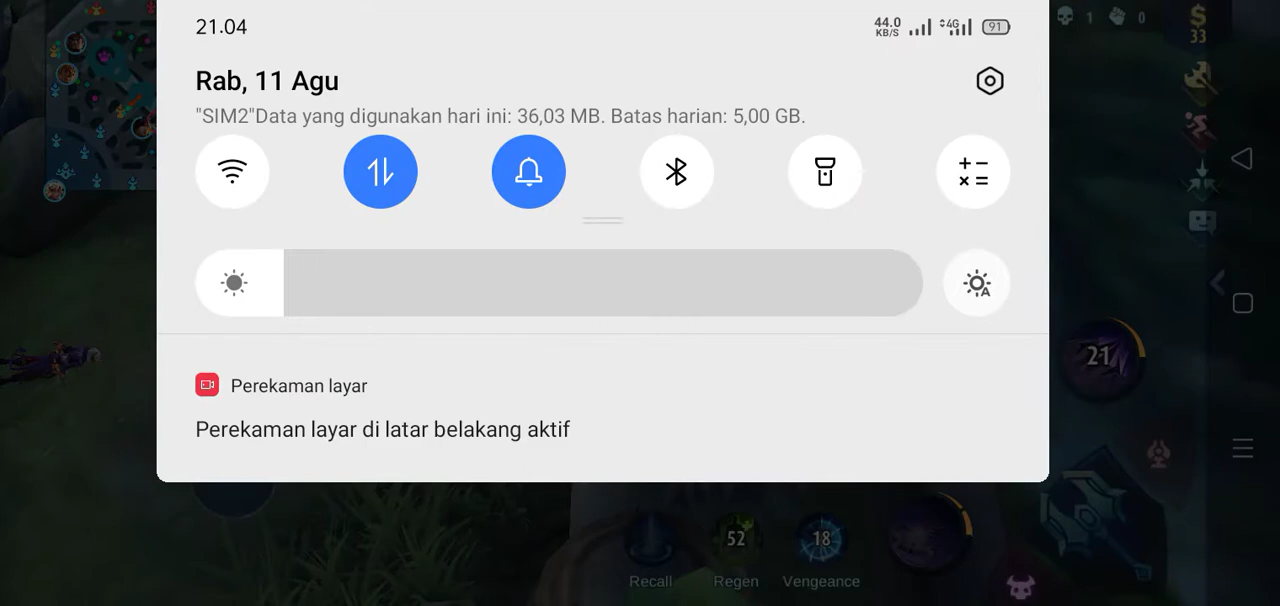 21.04
44.0
KB/S
4G
91
1
0
$
33
Rab, 11 Agu
"SIM2"Data yang digunakan hari ini: 36,03 MB. Batas harian: 5,00 GB.
A
Perekaman layar
Perekaman layar di latar belakang aktif
21
52
18
Recall
Regen
Vengeance